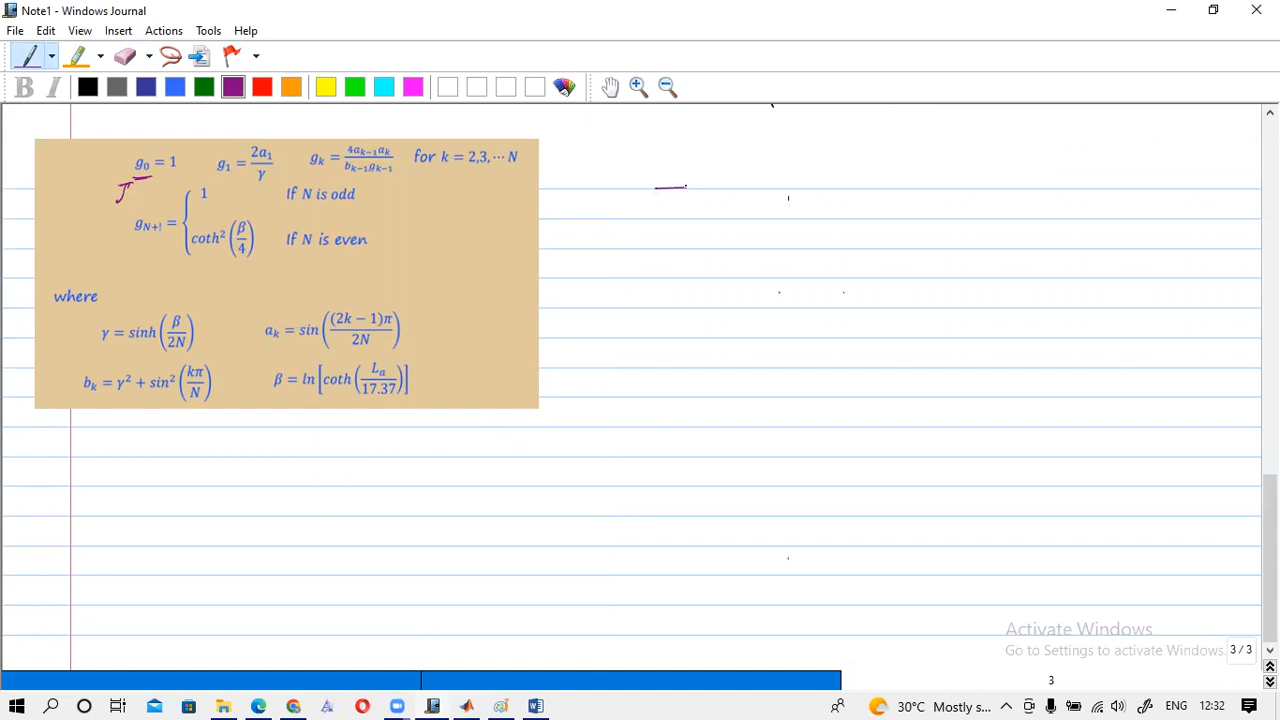 Note1 - Windows Journal
File Edit View Insert Actions Tools Help
B I
g₀ = 1 g₁ = 2a₁/γ gₖ = 4aₖ₋₁aₖ/bₖ₋₁gₖ₋₁ for k = 2,3,⋯ N
1 If N is odd
g_{N+!} = {
coth² (β/4) If N is even
where
γ = sinh (β/2N) aₖ = sin ((2k − 1)π/2N)
bₖ = γ² + sin² (kπ/N) β = ln [coth (Lₐ/17.37)]
Activate Windows
Go to Settings to activate Windows.
3 / 3
3
30°C Mostly s... ENG 12:32